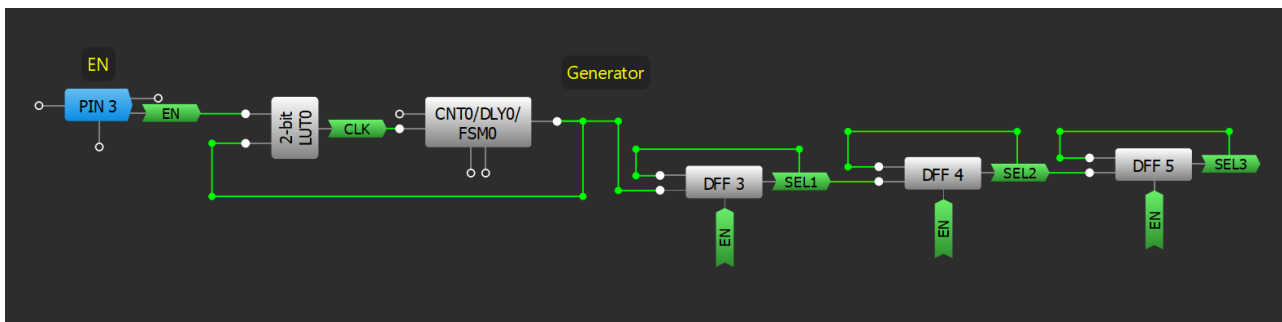 EN
PIN 3
EN
2-bit
LUT0
CLK
CNT0/DLY0/
FSM0
Generator
DFF 3
SEL1
EN
DFF 4
SEL2
EN
DFF 5
SEL3
EN